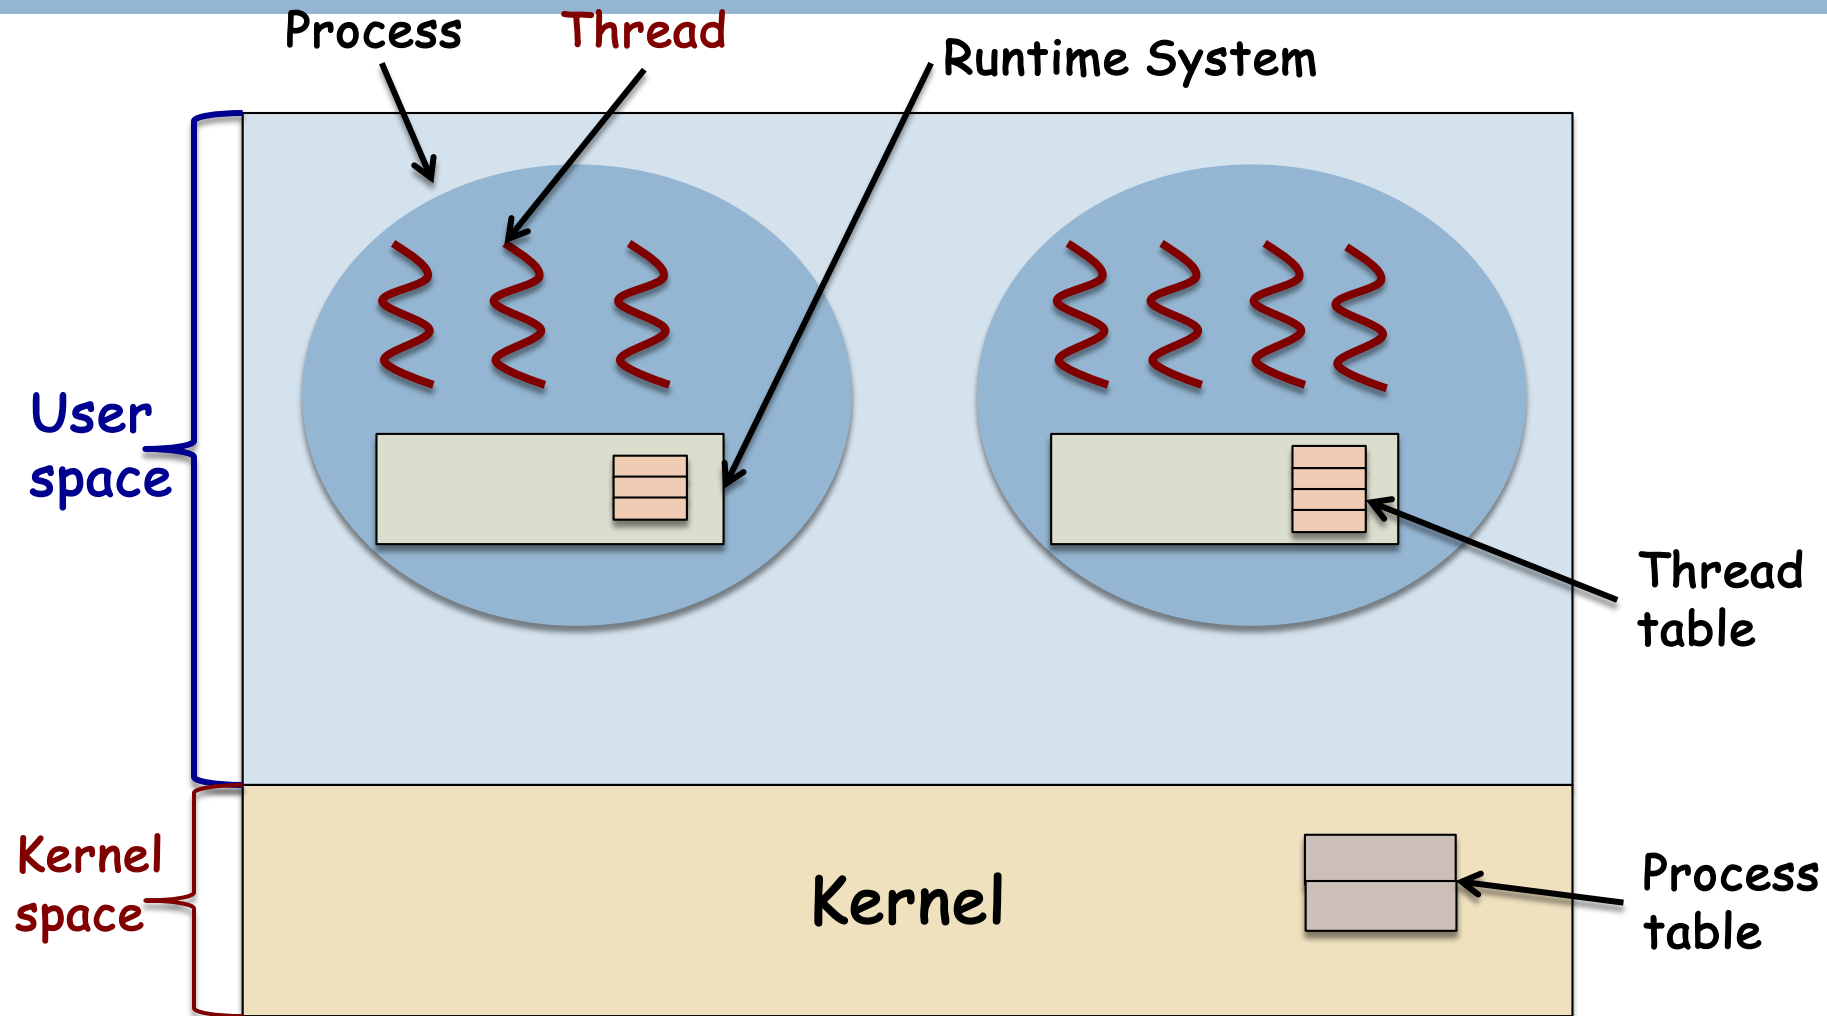 Process
Thread
Runtime System
User
space
Thread
table
Kernel
space
Kernel
Process
table